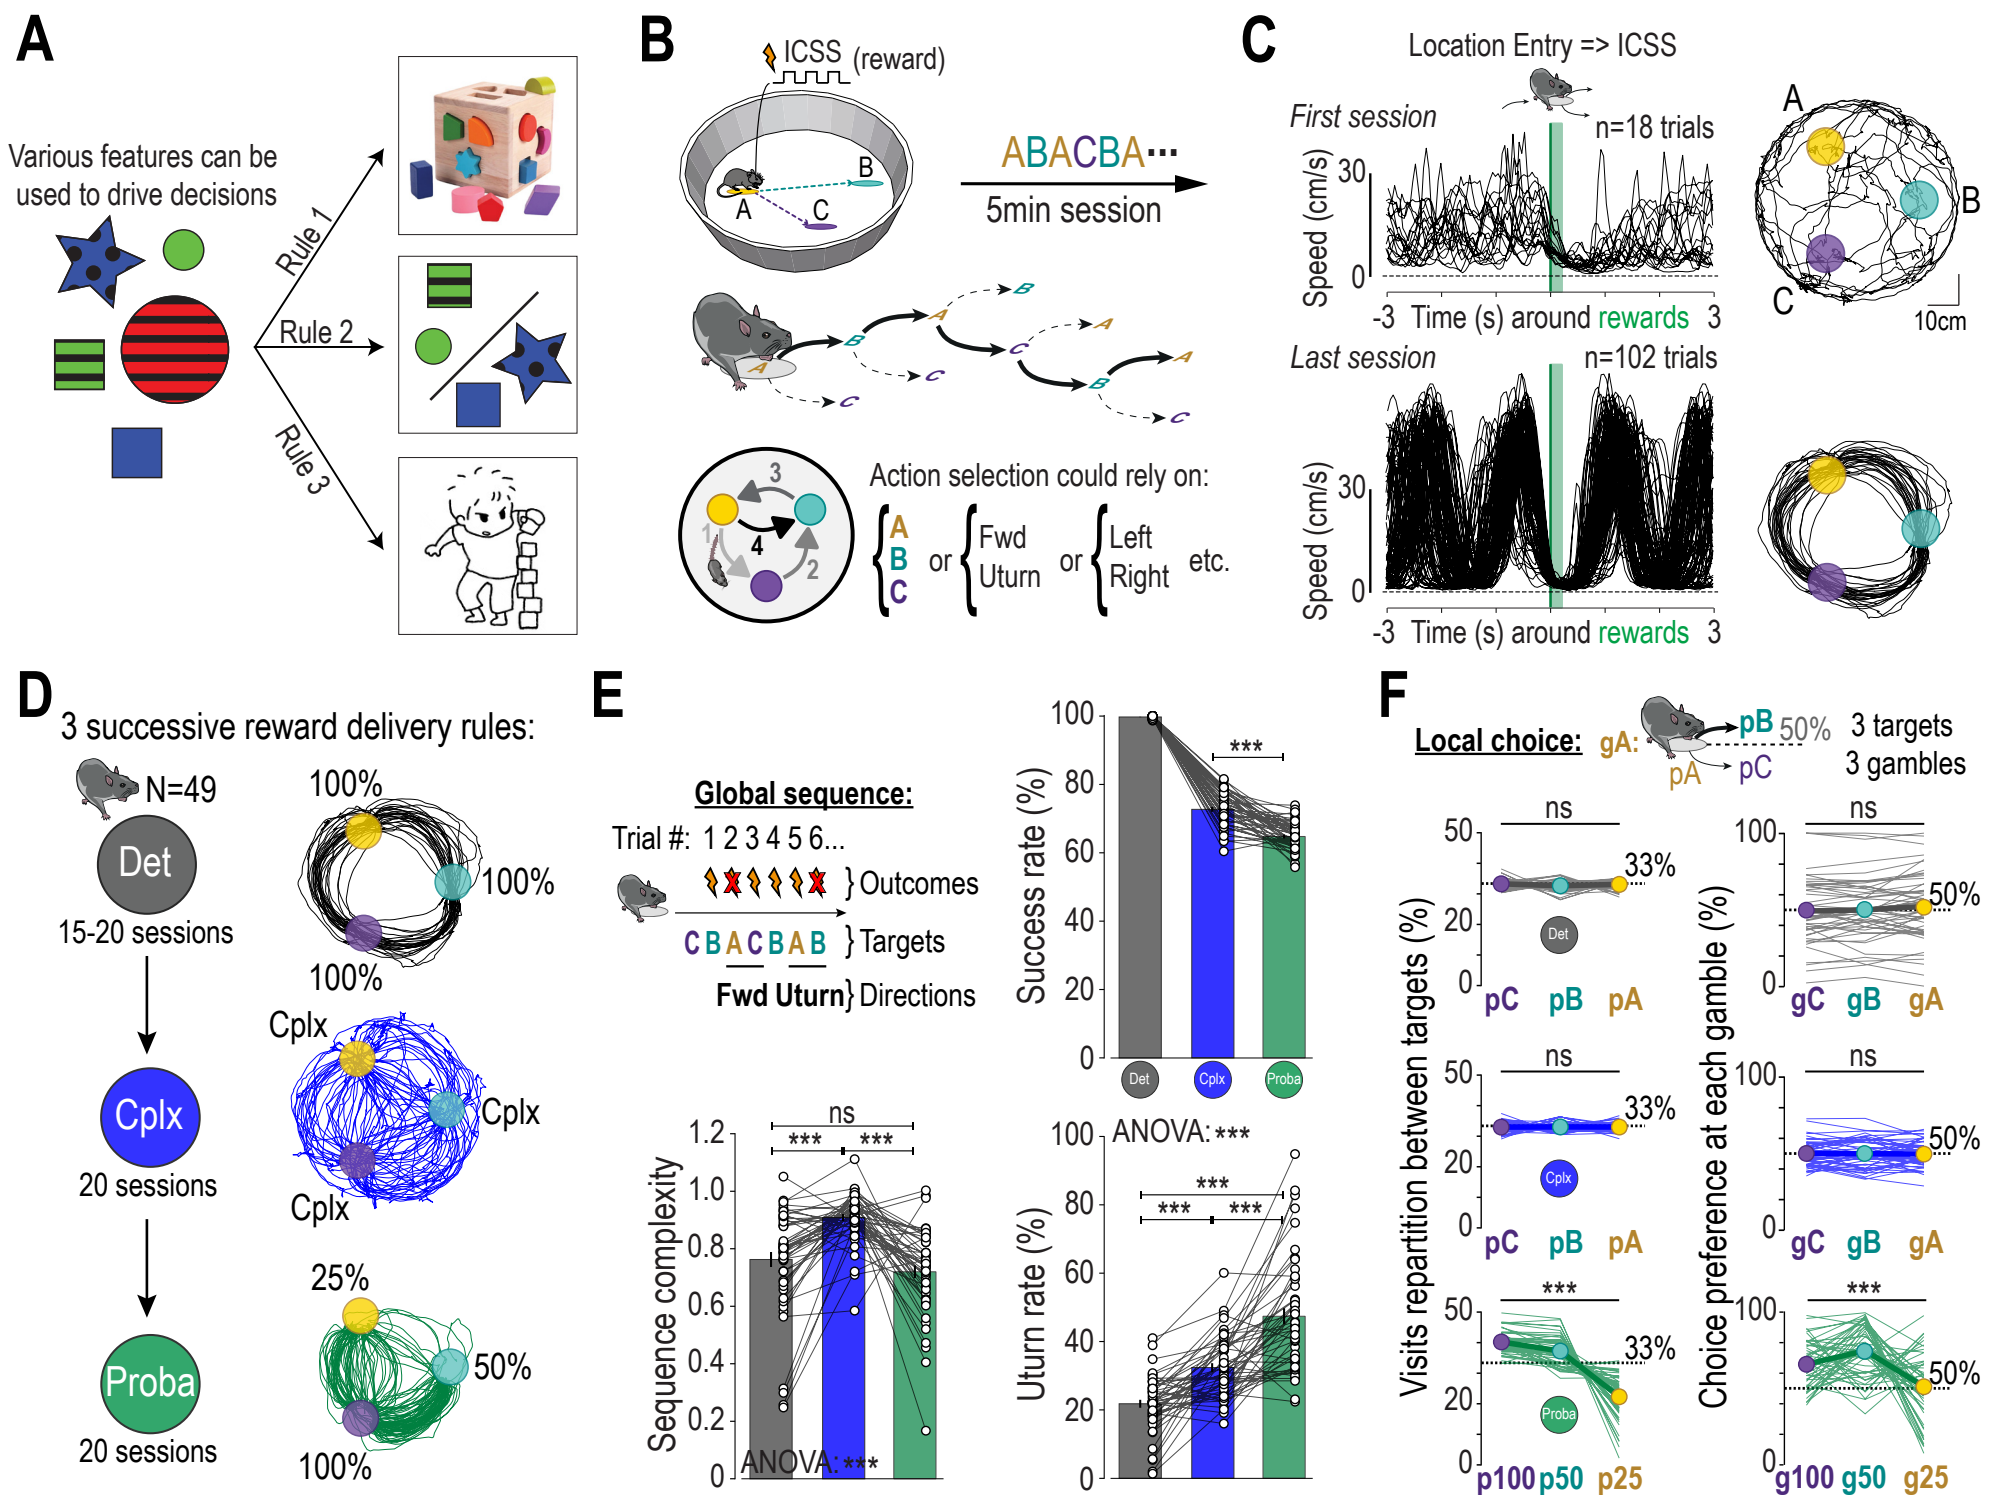 A
Various features can be
used to drive decisions
Rule 1
Rule 2
Rule 3
B
ICSS (reward)
A
B
C
ABACBA...
5min session
A
B
C
A
C
B
A
B
C
A
C
1
2
3
4
Action selection could rely on:
A
B
C
or
Fwd
Uturn
or
Left
Right
etc.
C
Location Entry => ICSS
First session
n=18 trials
Speed (cm/s)
30
0
-3 Time (s) around rewards 3
A
B
C
10cm
Last session
n=102 trials
Speed (cm/s)
30
0
-3 Time (s) around rewards 3
D
3 successive reward delivery rules:
N=49
Det
15-20 sessions
100%
100%
100%
Cplx
20 sessions
Cplx
Cplx
Cplx
Proba
20 sessions
25%
50%
100%
E
Global sequence:
Trial #: 1 2 3 4 5 6...
X X
} Outcomes
C B A C B A B } Targets
Fwd Uturn } Directions
Success rate (%)
100
80
60
40
20
0
***
Det
Cplx
Proba
Sequence complexity
1.2
1.0
0.8
0.6
0.4
0.2
0
ns
*** ***
ANOVA: ***
Uturn rate (%)
100
80
60
40
20
0
ANOVA: ***
***
*** ***
F
Local choice: gA:
pA
pB
pC
50%
3 targets
3 gambles
Visits repartition between targets (%)
Choice preference at each gamble (%)
ns
50
20
0
33%
Det
pC pB pA
ns
100
0
50%
gC gB gA
ns
50
20
0
33%
Cplx
pC pB pA
ns
100
0
50%
gC gB gA
***
50
20
0
33%
Proba
p100 p50 p25
***
100
0
50%
g100 g50 g25